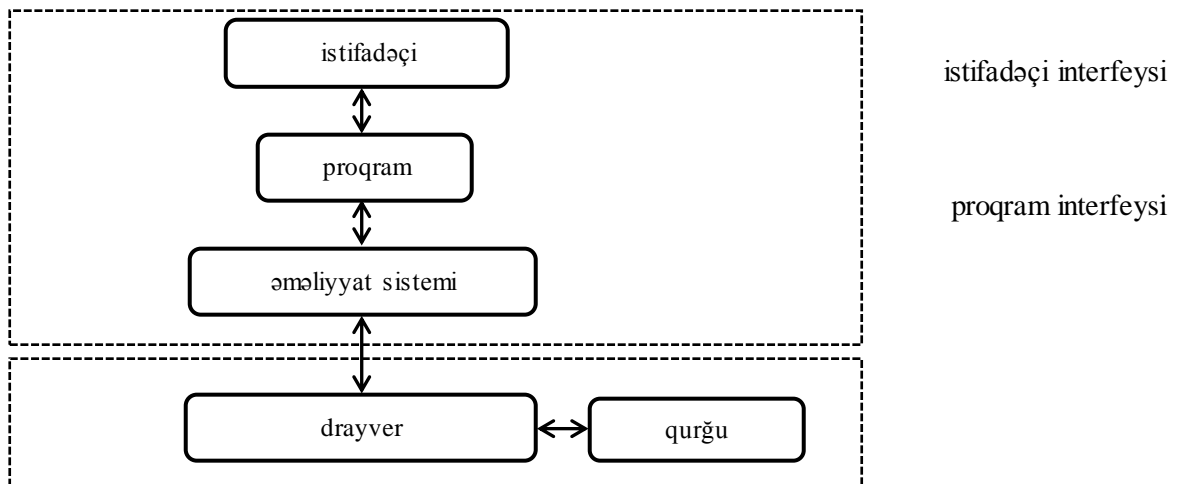 istifadəçi
istifadəçi interfeysi
proqram
proqram interfeysi
əməliyyat sistemi
drayver
qurğu